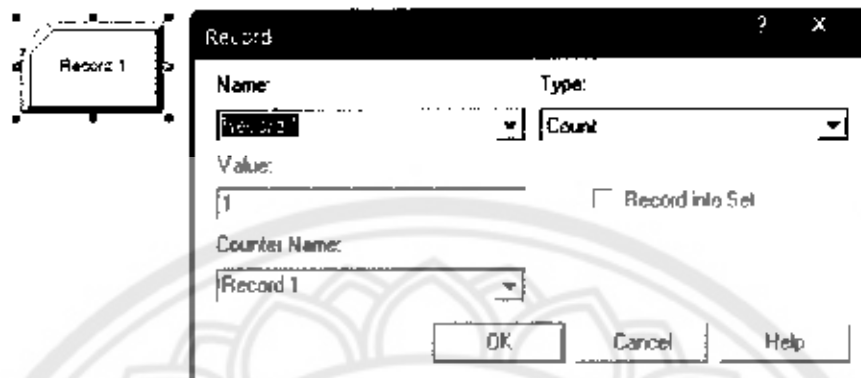 Record 1
Record
? X
Name:
Type:
Record 1
Count
Value:
1
Record into Set
Counter Name:
Record 1
OK
Cancel
Help